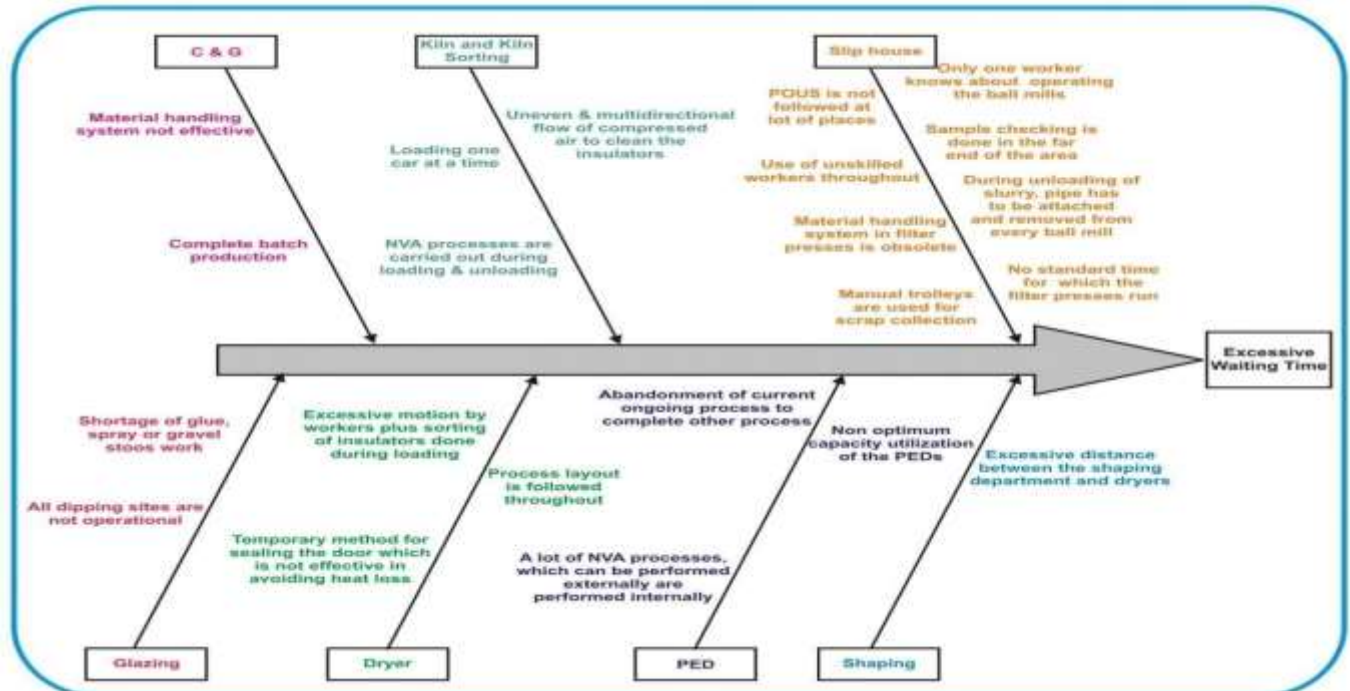 C & G
Kiln and Kiln
Sorting
Slip house
Material handling
system not effective
Complete batch
production
Loading one
car at a time
NVA processes are
carried out during
loading & unloading
Uneven & multidirectional
flow of compressed
air to clean the
insulators
POUS is not
followed at
lot of places
Use of unskilled
workers throughout
Material handling
system in filter
presses is obsolete
Manual trolleys
are used for
scrap collection
Only one worker
knows about operating
the ball mills
Sample checking is
done in the far
end of the area
During unloading of
slurry, pipe has
to be attached
and removed from
every ball mill
No standard time
for which the
filter presses run
Excessive
Waiting Time
Shortage of glue,
spray or gravel
stoos work
All dipping sites are
not operational
Excessive motion by
workers plus sorting
of insulators done
during loading
Temporary method for
sealing the door which
is not effective in
avoiding heat loss
Process layout
is followed
throughout
Abandonment of current
ongoing process to
complete other process
A lot of NVA processes,
which can be performed
externally are
performed internally
Non optimum
capacity utilization
of the PEDs
Excessive distance
between the shaping
department and dryers
Glazing
Dryer
PED
Shaping